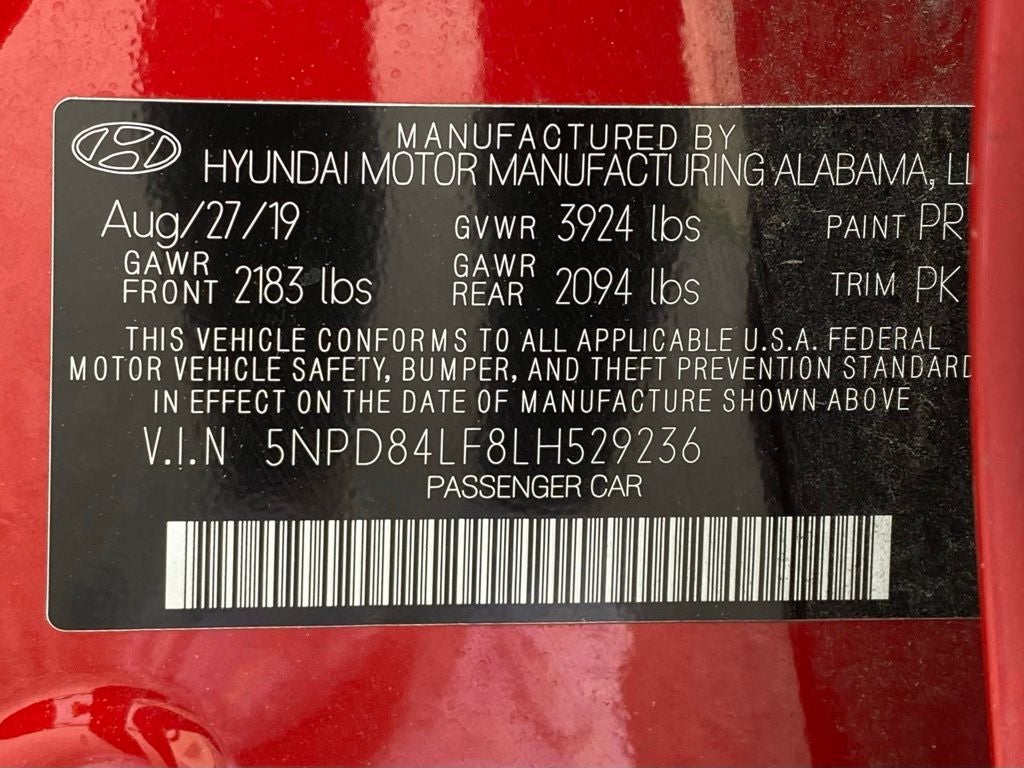 MANUFACTURED BY
HYUNDAI MOTOR MANUFACTURING ALABAMA, LL
Aug/27/19 GVWR 3924 lbs PAINT PR
GAWR FRONT 2183 lbs GAWR REAR 2094 lbs TRIM PK
THIS VEHICLE CONFORMS TO ALL APPLICABLE U.S.A. FEDERAL
MOTOR VEHICLE SAFETY, BUMPER, AND THEFT PREVENTION STANDARD
IN EFFECT ON THE DATE OF MANUFACTURE SHOWN ABOVE
V.I.N 5NPD84LF8LH529236
PASSENGER CAR